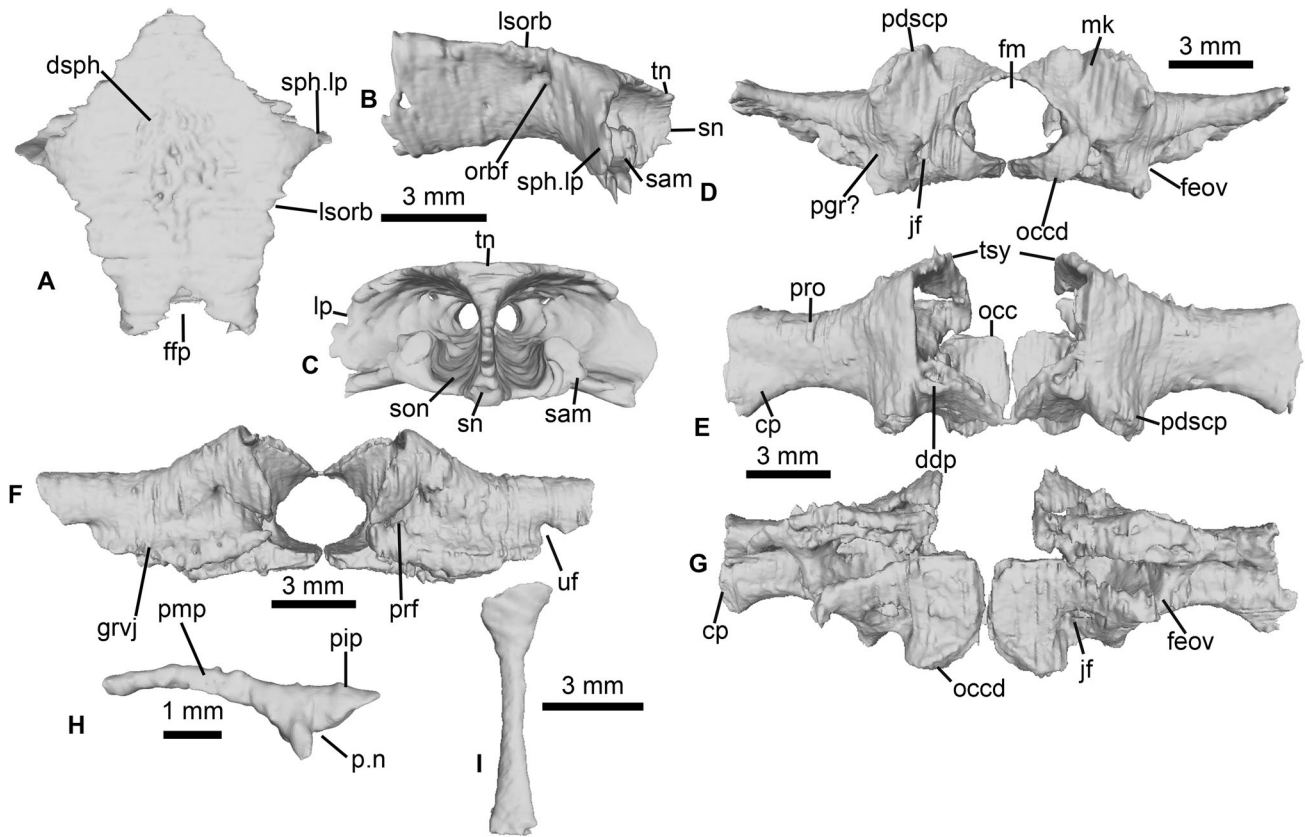 dsph
sph.lp
lsorb
A
ffp
lsorb
tn
B
sn
orbf
sph.lp
sam
3 mm
tn
lp
C
son
sn
sam
pdscp
fm
mk
3 mm
D
pgr?
jf
occd
feov
tsy
pro
occ
E
cp
ddp
pdscp
3 mm
F
grvj
3 mm
prf
uf
G
cp
occd
jf
feov
pmp
pip
1 mm
H
p.n
3 mm
I